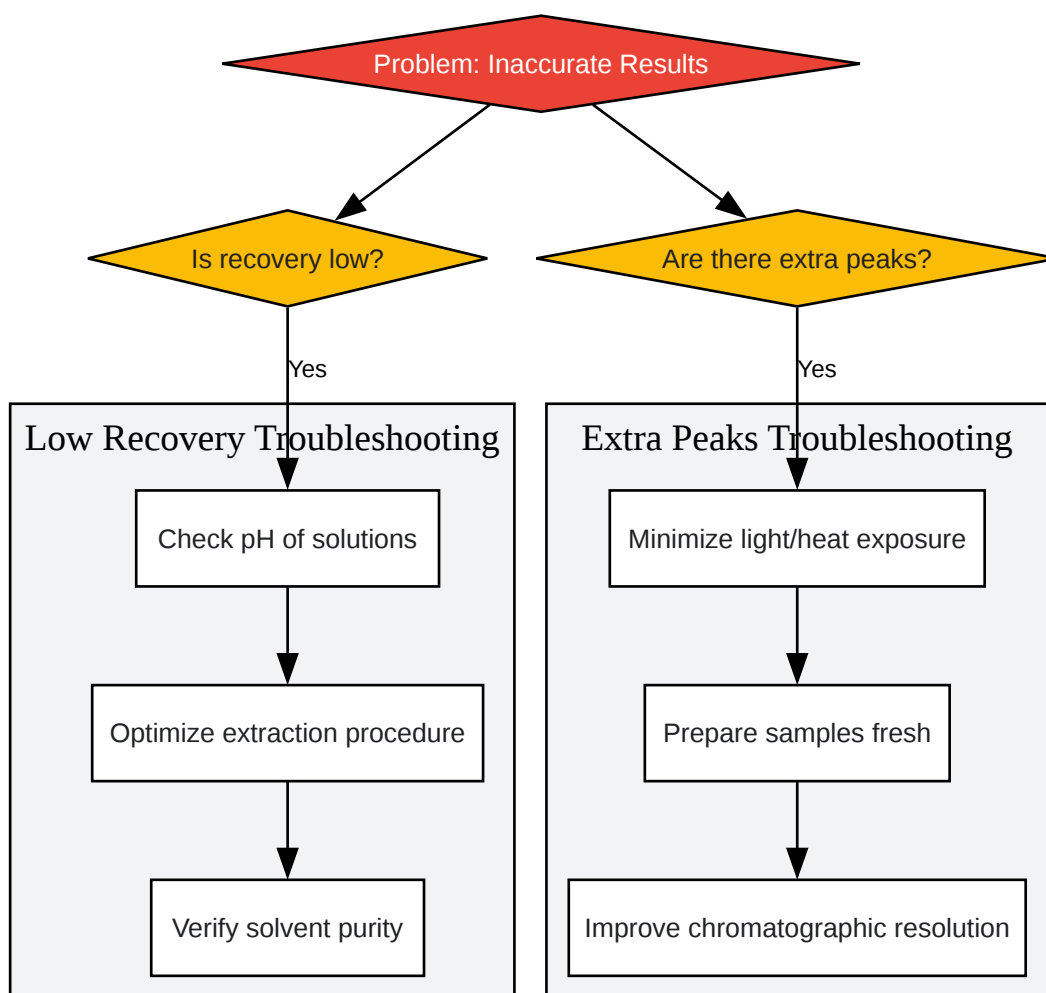 Problem: Inaccurate Results
Is recovery low?
Are there extra peaks?
Yes
Yes
Low Recovery Troubleshooting
Extra Peaks Troubleshooting
Check pH of solutions
Minimize light/heat exposure
Optimize extraction procedure
Prepare samples fresh
Verify solvent purity
Improve chromatographic resolution